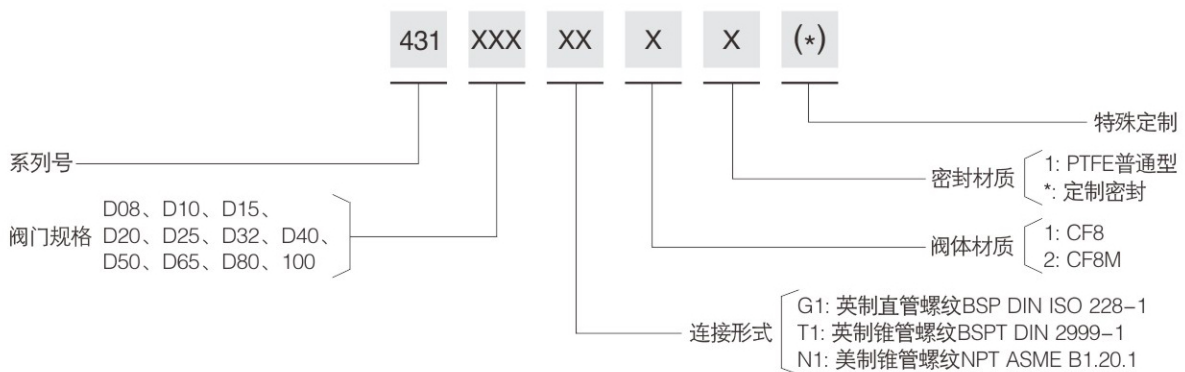 431 XXX XX X X (*)
特殊定制
系列号
密封材质
1: PTFE普通型
*: 定制密封
阀门规格
D08、D10、D15、
D20、D25、D32、D40、
D50、D65、D80、100
阀体材质
1: CF8
2: CF8M
连接形式
G1: 英制直管螺纹BSP DIN ISO 228-1
T1: 英制锥管螺纹BSPT DIN 2999-1
N1: 美制锥管螺纹NPT ASME B1.20.1